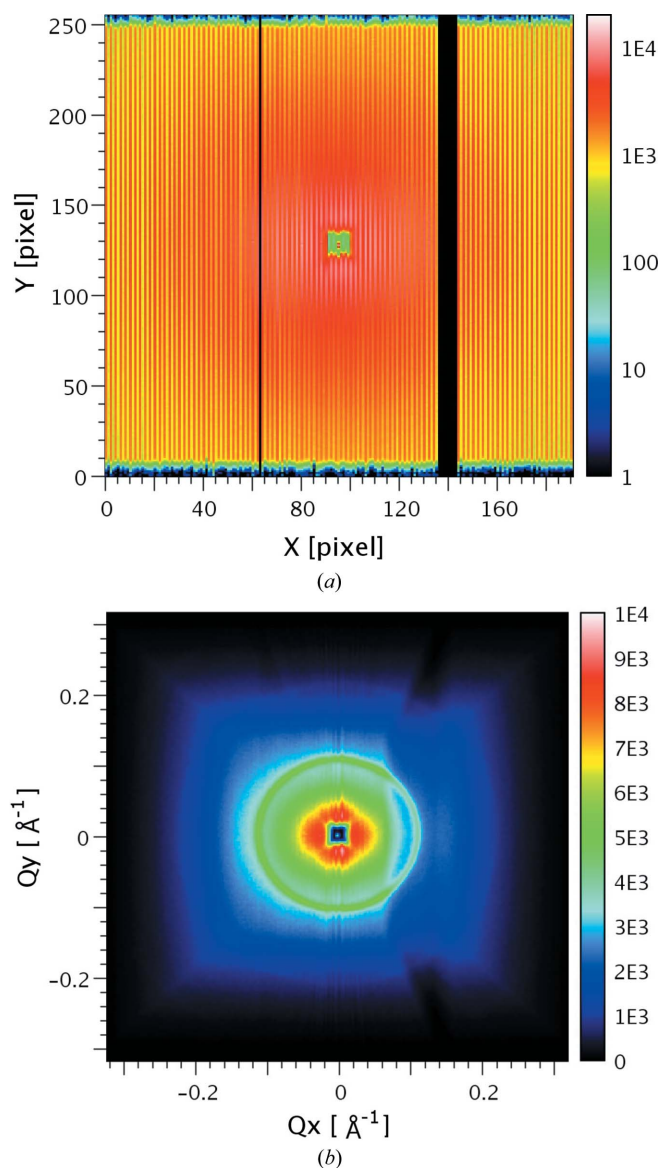 250
200
150
100
50
0
Y [pixel]
0 40 80 120 160
X [pixel]
1E4
1E3
100
10
1
(a)
0.2
0
−0.2
Qy [ Å⁻¹]
−0.2 0 0.2
Qx [ Å⁻¹]
1E4
9E3
8E3
7E3
6E3
5E3
4E3
3E3
2E3
1E3
0
(b)